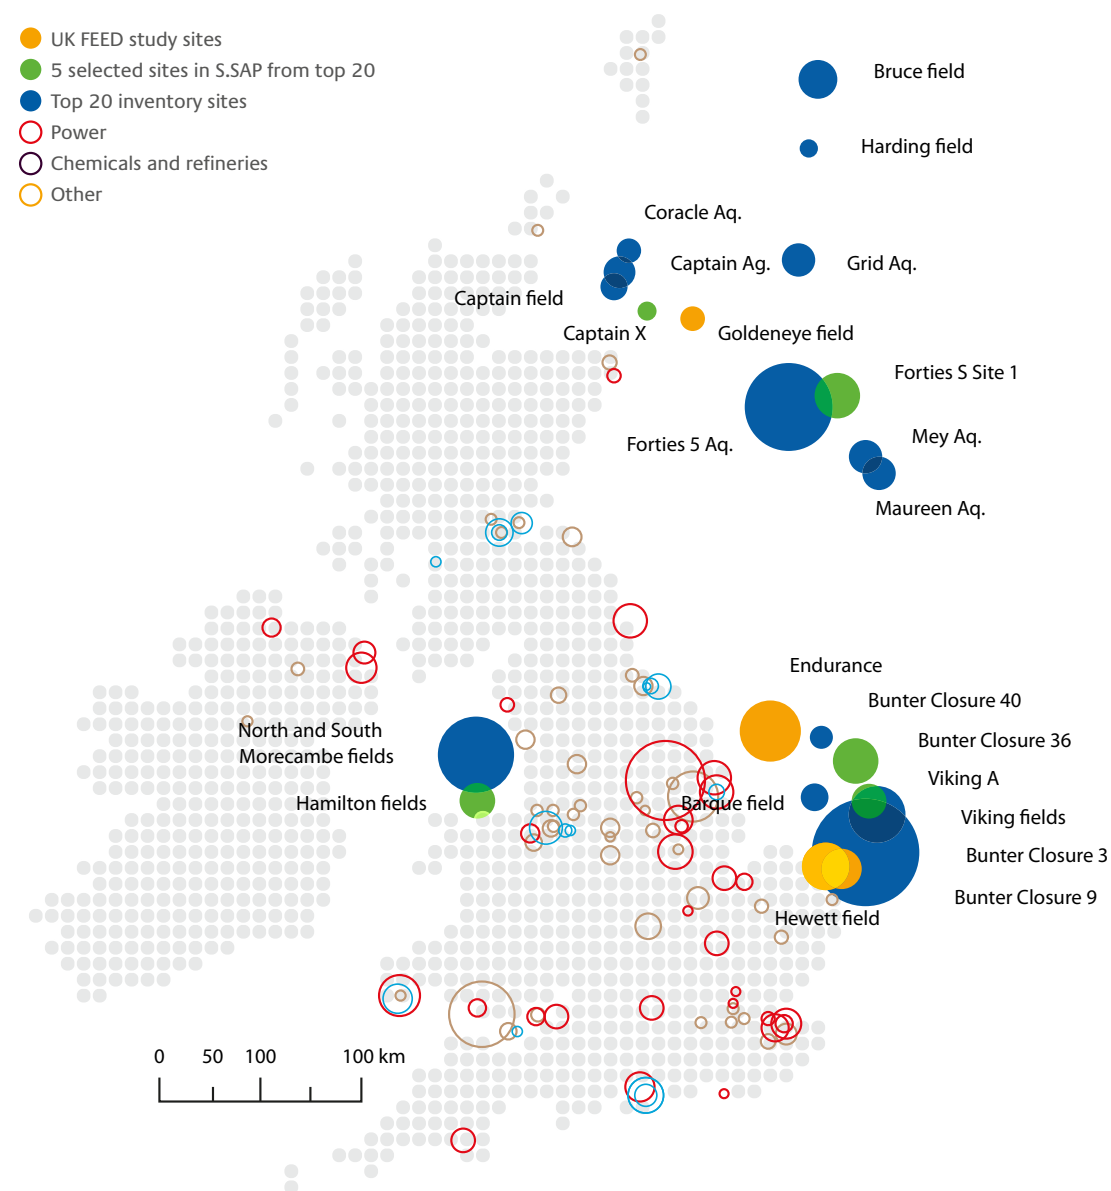 UK FEED study sites
5 selected sites in S.SAP from top 20
Top 20 inventory sites
Power
Chemicals and refineries
Other
Bruce field
Harding field
Coracle Aq.
Captain Ag.
Grid Aq.
Captain field
Captain X
Goldeneye field
Forties S Site 1
Forties 5 Aq.
Mey Aq.
Maureen Aq.
Endurance
Bunter Closure 40
North and South
Morecambe fields
Bunter Closure 36
Viking A
Hamilton fields
Barque field
Viking fields
Bunter Closure 3
Bunter Closure 9
Hewett field
0 50 100 100 km